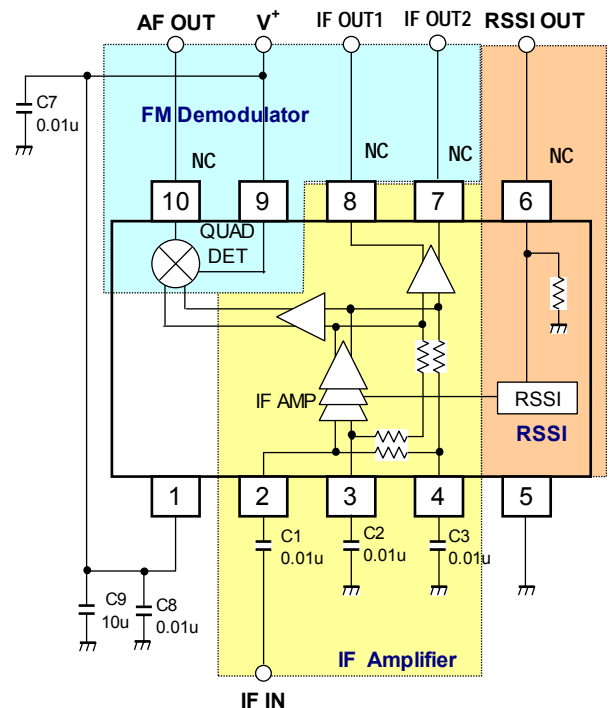 AF OUT
V+
IF OUT1
IF OUT2
RSSI OUT
C7
0.01u
FM Demodulator
NC
NC
NC
NC
10
9
8
7
6
QUAD
DET
IF AMP
RSSI
RSSI
1
2
3
4
5
C1
0.01u
C2
0.01u
C3
0.01u
C9
10u
C8
0.01u
IF Amplifier
IF IN